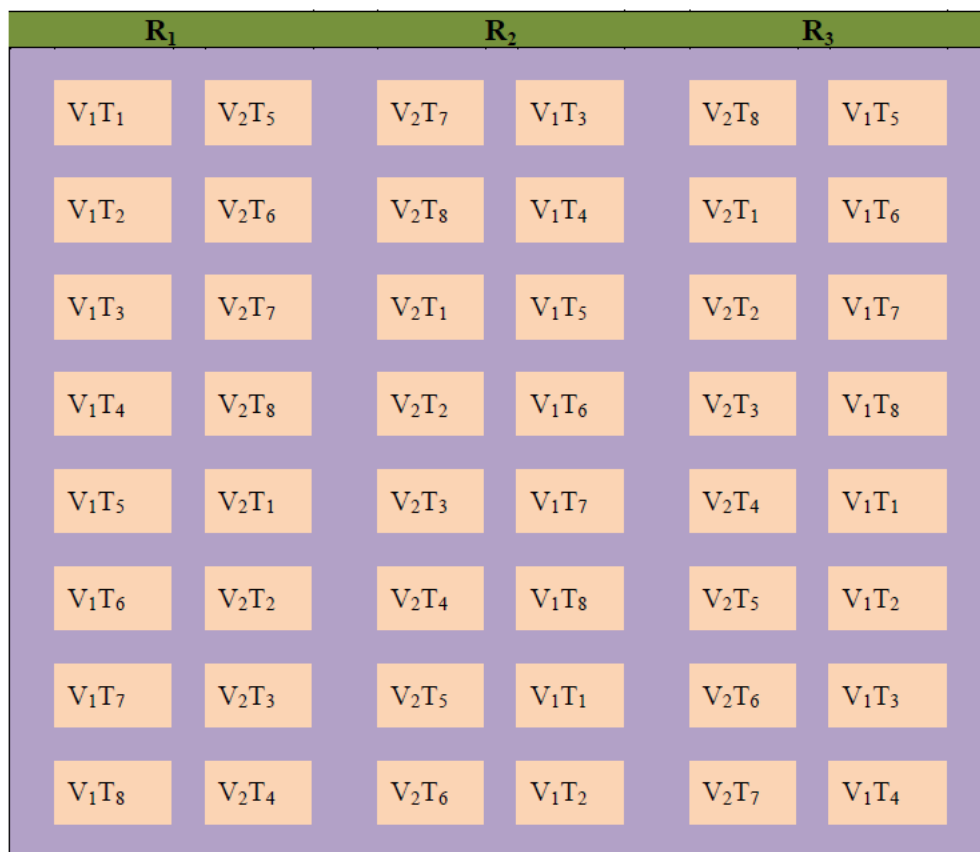 R₁ R₂ R₃
V₁T₁ V₂T₅ V₂T₇ V₁T₃ V₂T₈ V₁T₅
V₁T₂ V₂T₆ V₂T₈ V₁T₄ V₂T₁ V₁T₆
V₁T₃ V₂T₇ V₂T₁ V₁T₅ V₂T₂ V₁T₇
V₁T₄ V₂T₈ V₂T₂ V₁T₆ V₂T₃ V₁T₈
V₁T₅ V₂T₁ V₂T₃ V₁T₇ V₂T₄ V₁T₁
V₁T₆ V₂T₂ V₂T₄ V₁T₈ V₂T₅ V₁T₂
V₁T₇ V₂T₃ V₂T₅ V₁T₁ V₂T₆ V₁T₃
V₁T₈ V₂T₄ V₂T₆ V₁T₂ V₂T₇ V₁T₄